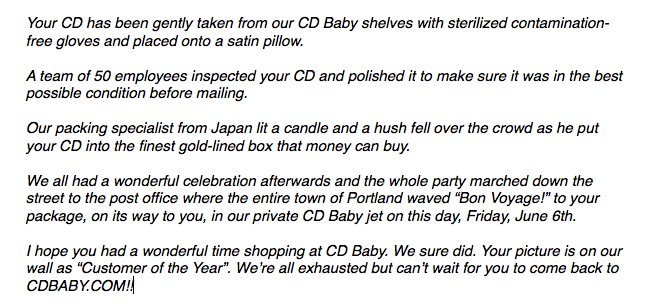 Your CD has been gently taken from our CD Baby shelves with sterilized contamination-
free gloves and placed onto a satin pillow.
A team of 50 employees inspected your CD and polished it to make sure it was in the best
possible condition before mailing.
Our packing specialist from Japan lit a candle and a hush fell over the crowd as he put
your CD into the finest gold-lined box that money can buy.
We all had a wonderful celebration afterwards and the whole party marched down the
street to the post office where the entire town of Portland waved “Bon Voyage!” to your
package, on its way to you, in our private CD Baby jet on this day, Friday, June 6th.
I hope you had a wonderful time shopping at CD Baby. We sure did. Your picture is on our
wall as “Customer of the Year”. We’re all exhausted but can’t wait for you to come back to
CDBABY.COM!!